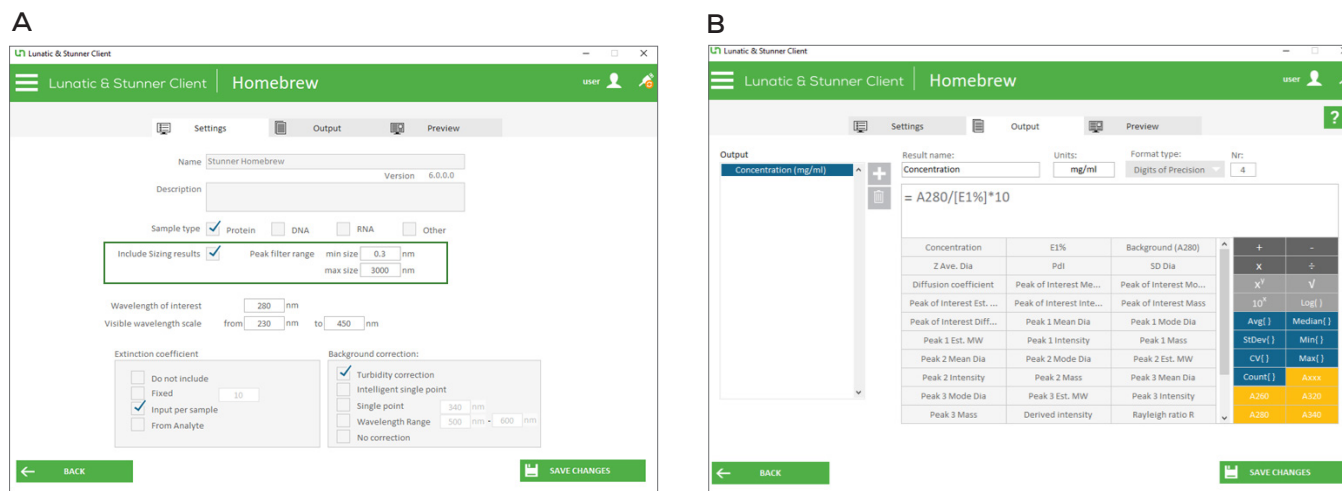 A
Lunatic & Stunner Client
Lunatic & Stunner Client Homebrew user
Settings Output Preview
Name Stunner Homebrew
Version 6.0.0.0
Description
Sample type Protein DNA RNA Other
Include Sizing results Peak filter range min size 0.3 nm
max size 3000 nm
Wavelength of interest 280 nm
Visible wavelength scale from 230 nm to 450 nm
Extinction coefficient
Do not include
Fixed 10
Input per sample
From Analyte
Background correction:
Turbidity correction
Intelligent single point
Single point 340 nm
Wavelength Range 500 nm - 600 nm
No correction
BACK SAVE CHANGES
B
Lunatic & Stunner Client
Lunatic & Stunner Client Homebrew user
Settings Output Preview ?
Output
Concentration (mg/ml)
Result name: Units: Format type: Nr:
Concentration mg/ml Digits of Precision 4
= A280/[E1%]*10
Concentration E1% Background (A280) + -
Z Ave. Dia PdI SD Dia x ÷
Diffusion coefficient Peak of Interest Me... Peak of Interest Mo... x^y √
Peak of Interest Est. ... Peak of Interest Inte... Peak of Interest Mass 10^x Log( )
Peak of Interest Diff... Peak 1 Mean Dia Peak 1 Mode Dia Avg{ } Median{ }
Peak 1 Est. MW Peak 1 Intensity Peak 1 Mass StDev{ } Min{ }
Peak 2 Mean Dia Peak 2 Mode Dia Peak 2 Est. MW CV{ } Max{ }
Peak 2 Intensity Peak 2 Mass Peak 3 Mean Dia Count{ } Axxx
Peak 3 Mode Dia Peak 3 Est. MW Peak 3 Intensity A260 A320
Peak 3 Mass Derived intensity Rayleigh ratio R A280 A340
BACK SAVE CHANGES